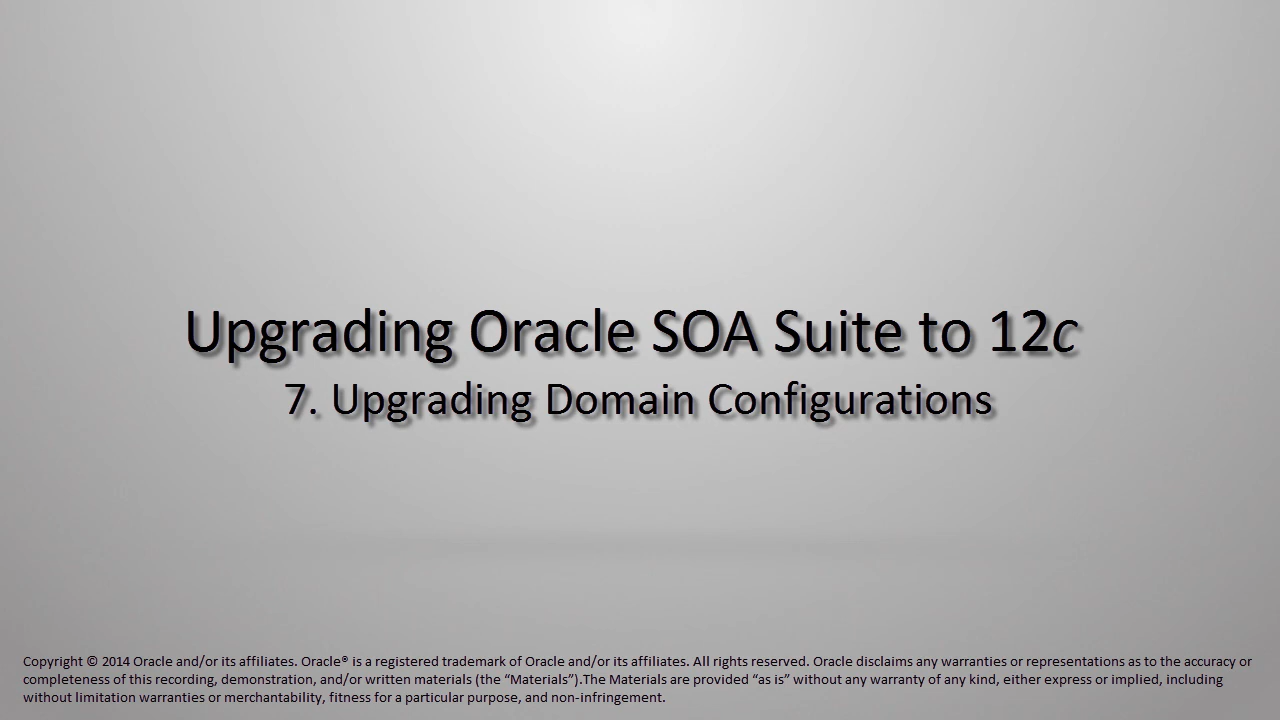 Upgrading Oracle SOA Suite to 12c
7. Upgrading Domain Configurations
Copyright © 2014 Oracle and/or its affiliates. Oracle® is a registered trademark of Oracle and/or its affiliates. All rights reserved. Oracle disclaims any warranties or representations as to the accuracy or
completeness of this recording, demonstration, and/or written materials (the “Materials”).The Materials are provided “as is” without any warranty of any kind, either express or implied, including
without limitation warranties or merchantability, fitness for a particular purpose, and non-infringement.